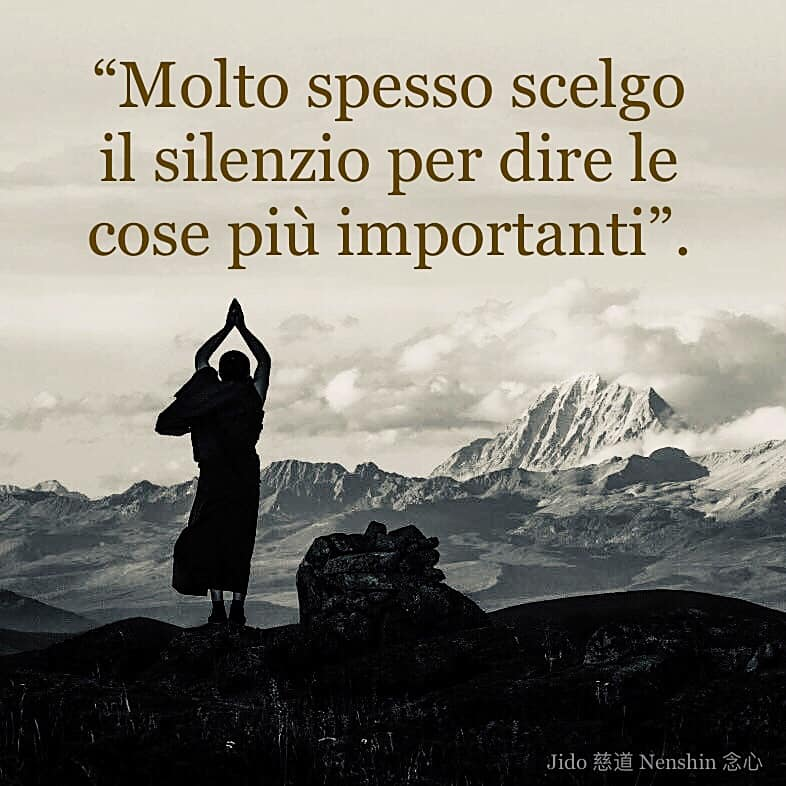 “Molto spesso scelgo
il silenzio per dire le
cose più importanti”.
Jido 慈道 Nenshin 念心